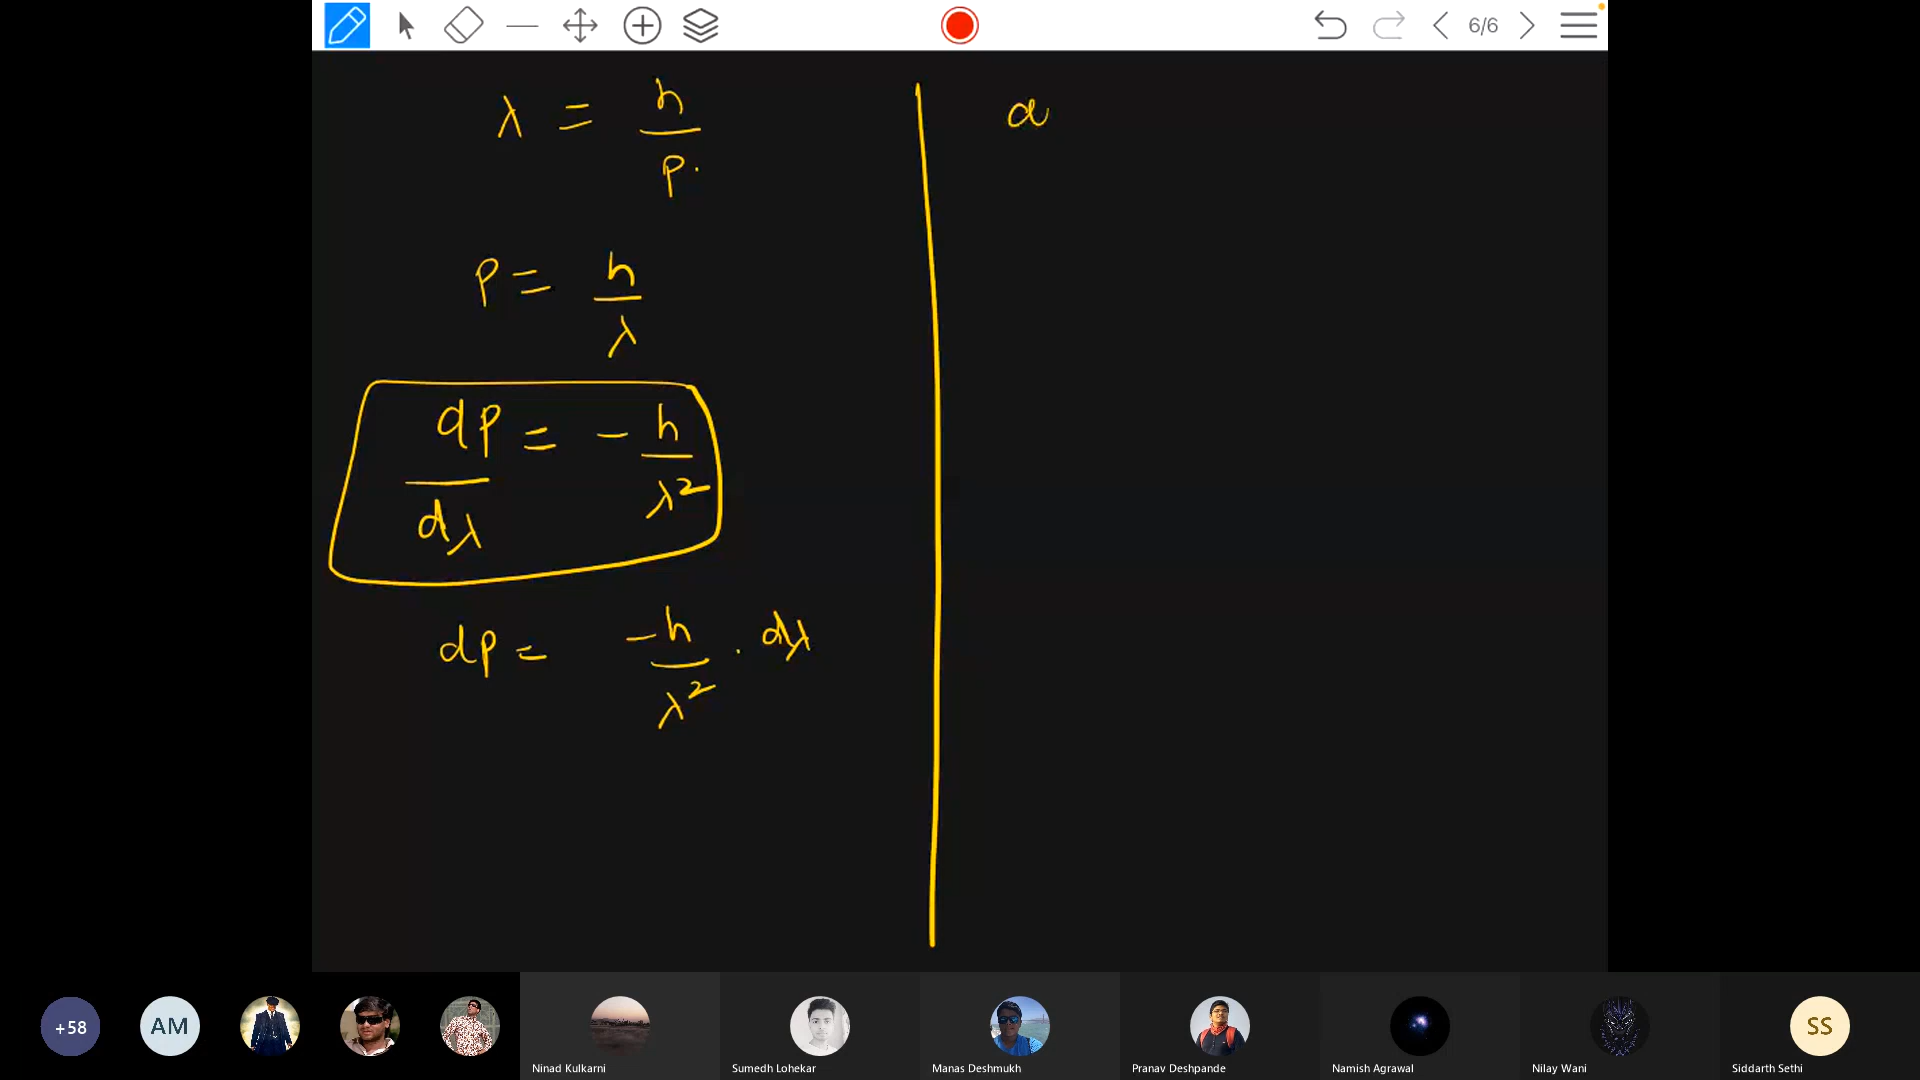 6/6
λ = h/p.
p = h/λ
dp/dλ = - h/λ²
dp = -h/λ² . dλ
a
+58
AM
SS
Ninad Kulkarni
Sumedh Lohekar
Manas Deshmukh
Pranav Deshpande
Namish Agrawal
Nilay Wani
Siddarth Sethi